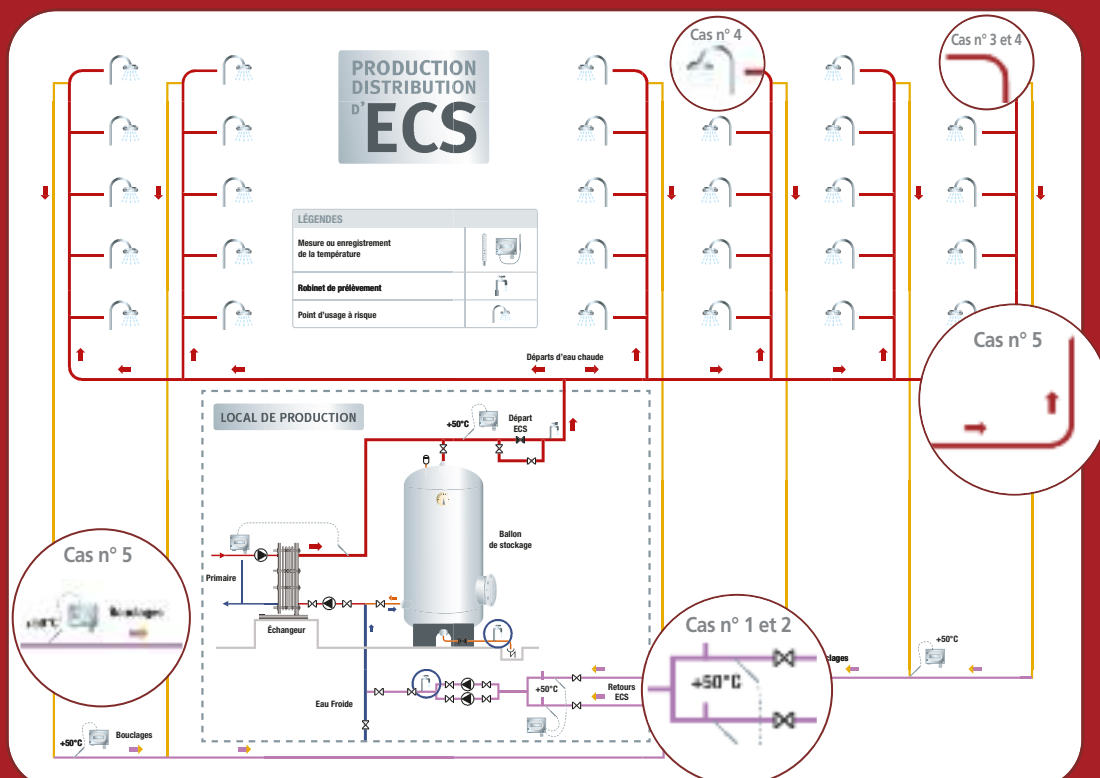 Cas n° 4
Cas n° 3 et 4
PRODUCTION
DISTRIBUTION
D'ECS
LÉGENDES
Mesure ou enregistrement
de la température
Robinet de prélèvement
Point d'usage à risque
Départs d'eau chaude
Cas n° 5
LOCAL DE PRODUCTION
+50°C
Départ
ECS
Ballon
de stockage
Cas n° 5
Primaire
+50°C
Bouclages
Échangeur
Cas n° 1 et 2
+50°C
+50°C
clages
+50°C
Retours
ECS
Eau Froide
+50°C
Bouclages